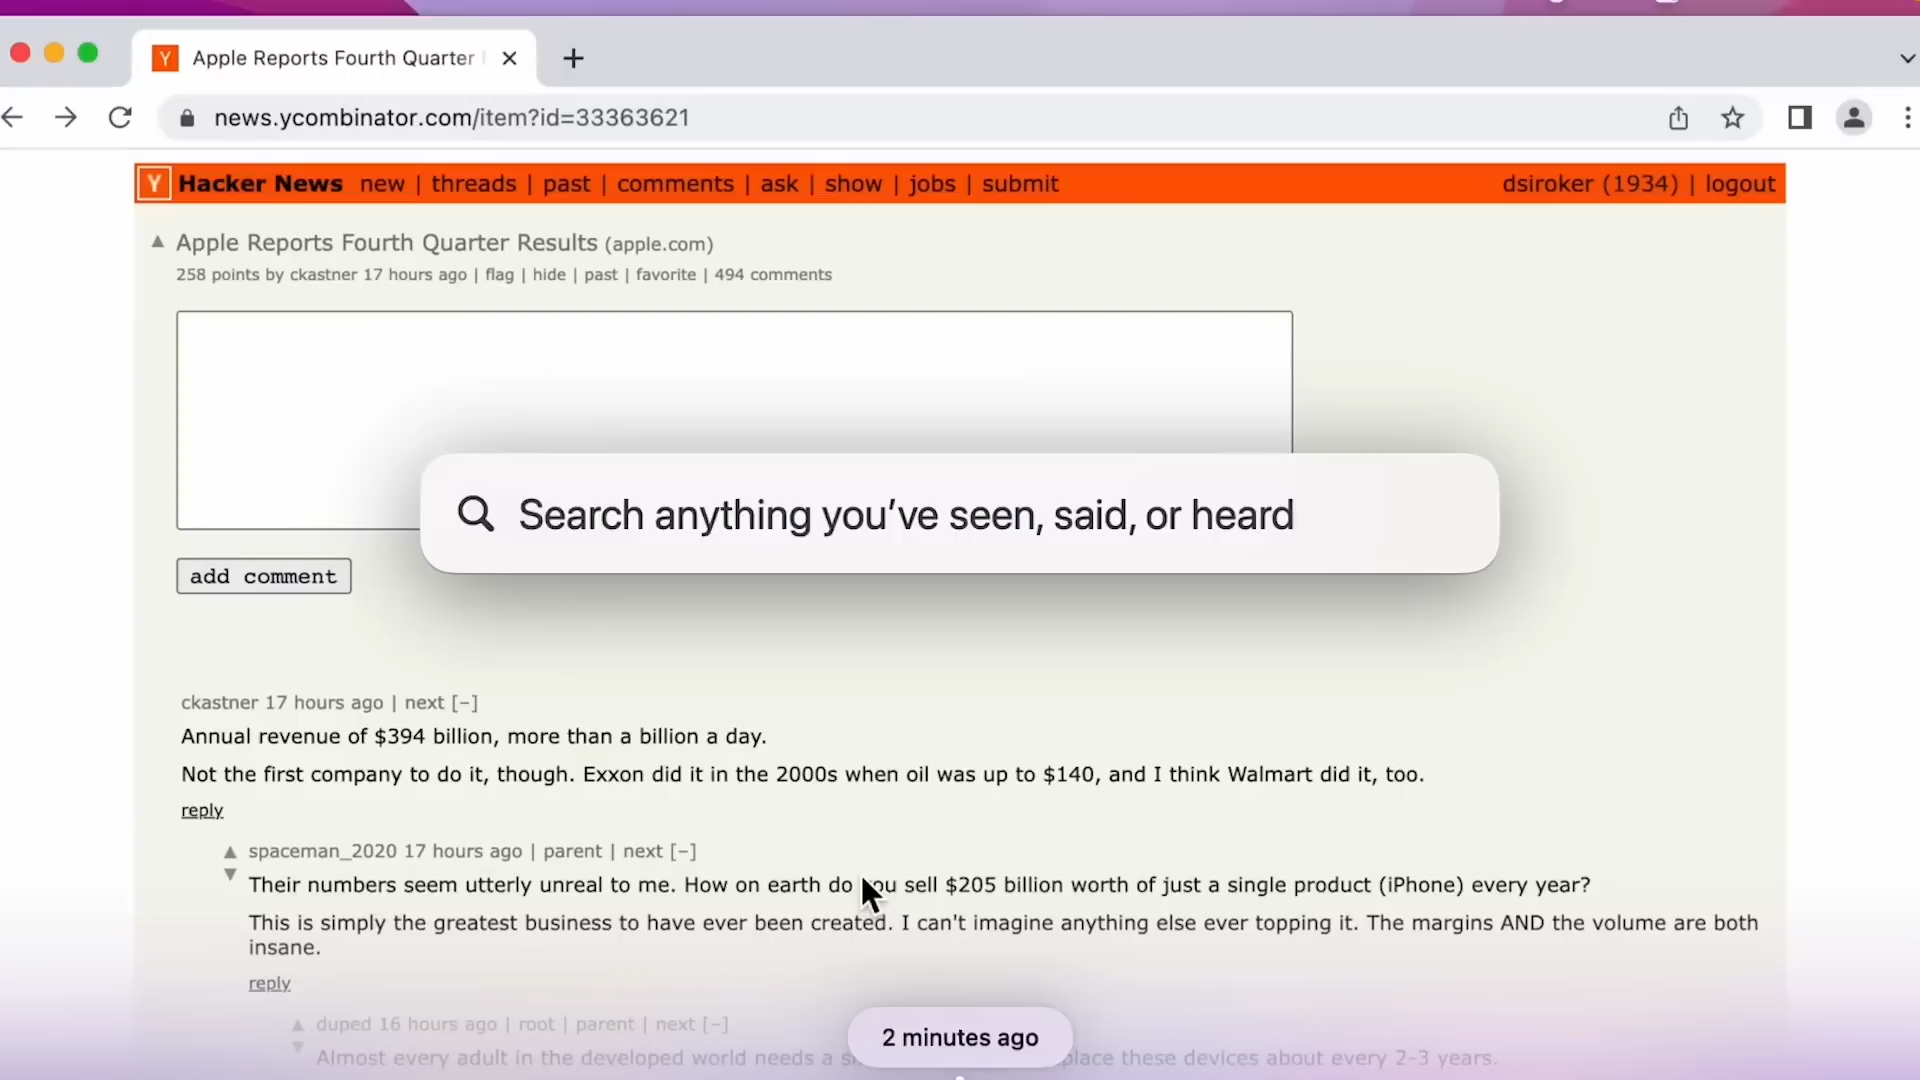 Apple Reports Fourth Quarter
news.ycombinator.com/item?id=33363621
Y Hacker News new | threads | past | comments | ask | show | jobs | submit dsiroker (1934) | logout
Apple Reports Fourth Quarter Results (apple.com)
258 points by ckastner 17 hours ago | flag | hide | past | favorite | 494 comments
Search anything you've seen, said, or heard
add comment
ckastner 17 hours ago | next [–]
Annual revenue of $394 billion, more than a billion a day.
Not the first company to do it, though. Exxon did it in the 2000s when oil was up to $140, and I think Walmart did it, too.
reply
spaceman_2020 17 hours ago | parent | next [–]
Their numbers seem utterly unreal to me. How on earth do you sell $205 billion worth of just a single product (iPhone) every year?
This is simply the greatest business to have ever been created. I can't imagine anything else ever topping it. The margins AND the volume are both
insane.
reply
duped 16 hours ago | root | parent | next [–]
Almost every adult in the developed world needs a place these devices about every 2-3 years.
2 minutes ago